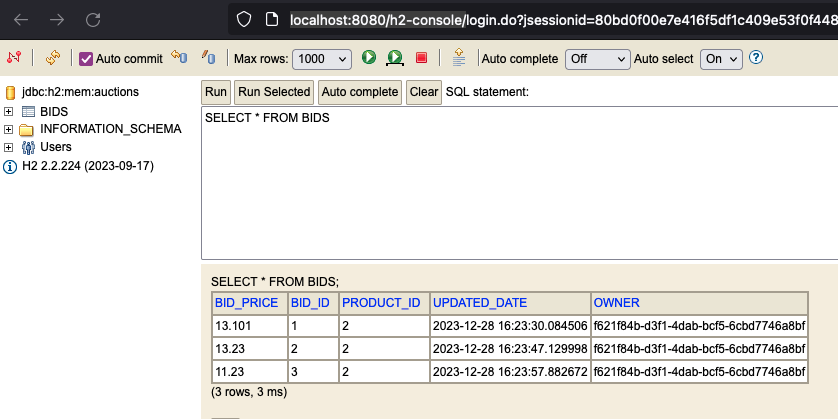 localhost:8080/h2-console/login.do?jsessionid=80bd0f00e7e416f5df1c409e53f0f448
Auto commit Max rows: 1000 Auto complete Off Auto select On
jdbc:h2:mem:auctions
BIDS
INFORMATION_SCHEMA
Users
H2 2.2.224 (2023-09-17)
Run Run Selected Auto complete Clear SQL statement:
SELECT * FROM BIDS
SELECT * FROM BIDS;
BID_PRICE BID_ID PRODUCT_ID UPDATED_DATE OWNER
13.101 1 2 2023-12-28 16:23:30.084506 f621f84b-d3f1-4dab-bcf5-6cbd7746a8bf
13.23 2 2 2023-12-28 16:23:47.129998 f621f84b-d3f1-4dab-bcf5-6cbd7746a8bf
11.23 3 2 2023-12-28 16:23:57.882672 f621f84b-d3f1-4dab-bcf5-6cbd7746a8bf
(3 rows, 3 ms)